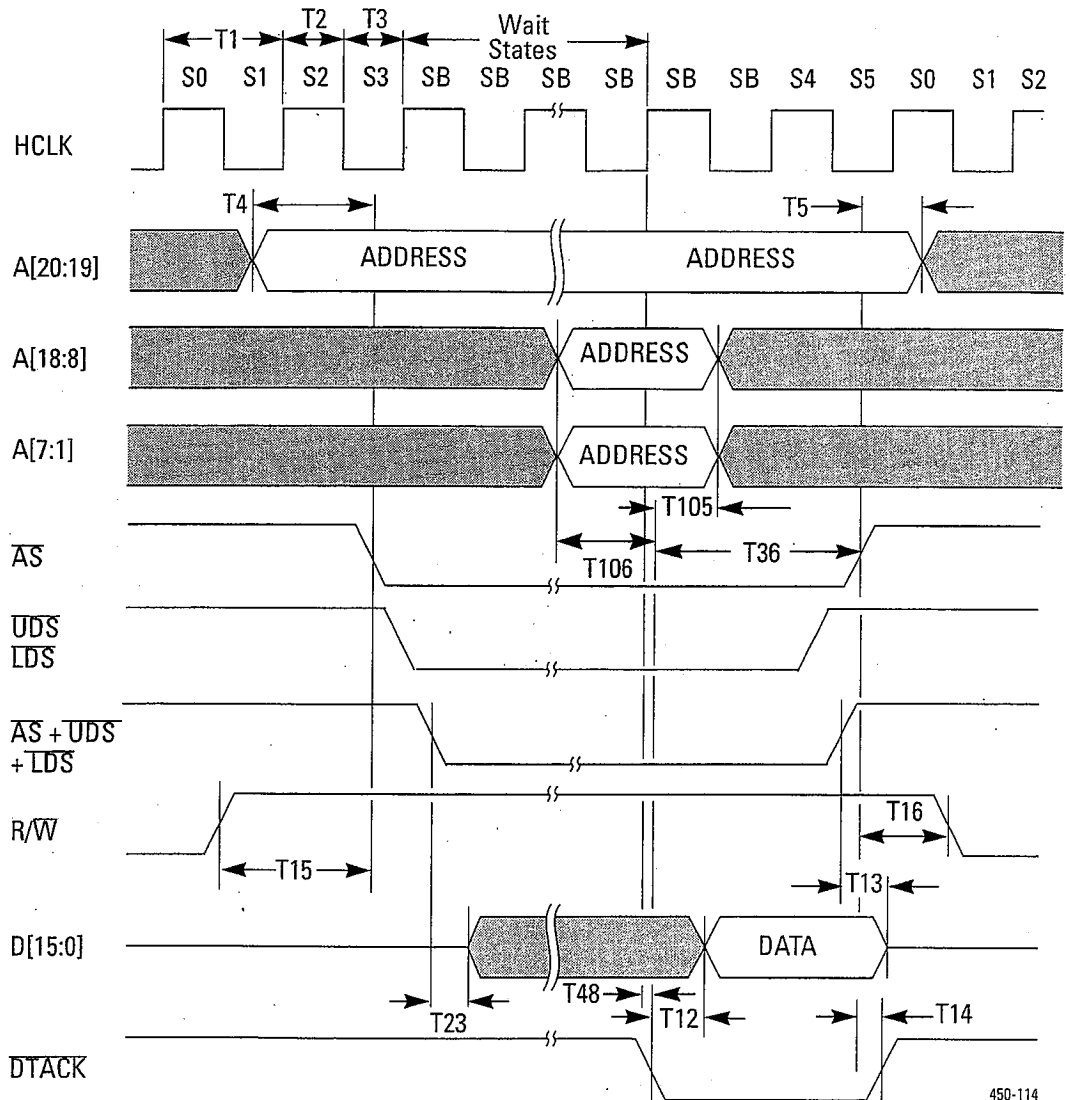 T1 T2 T3 Wait States
S0 S1 S2 S3 SB SB SB SB SB SB S4 S5 S0 S1 S2
HCLK
T4 T5
A[20:19] ADDRESS ADDRESS
A[18:8] ADDRESS
A[7:1] ADDRESS
T105
AS T106 T36
UDS
LDS
AS + UDS
+ LDS
R/W T16
T15 T13
D[15:0] DATA
T48
T23 T12 T14
DTACK
450-114